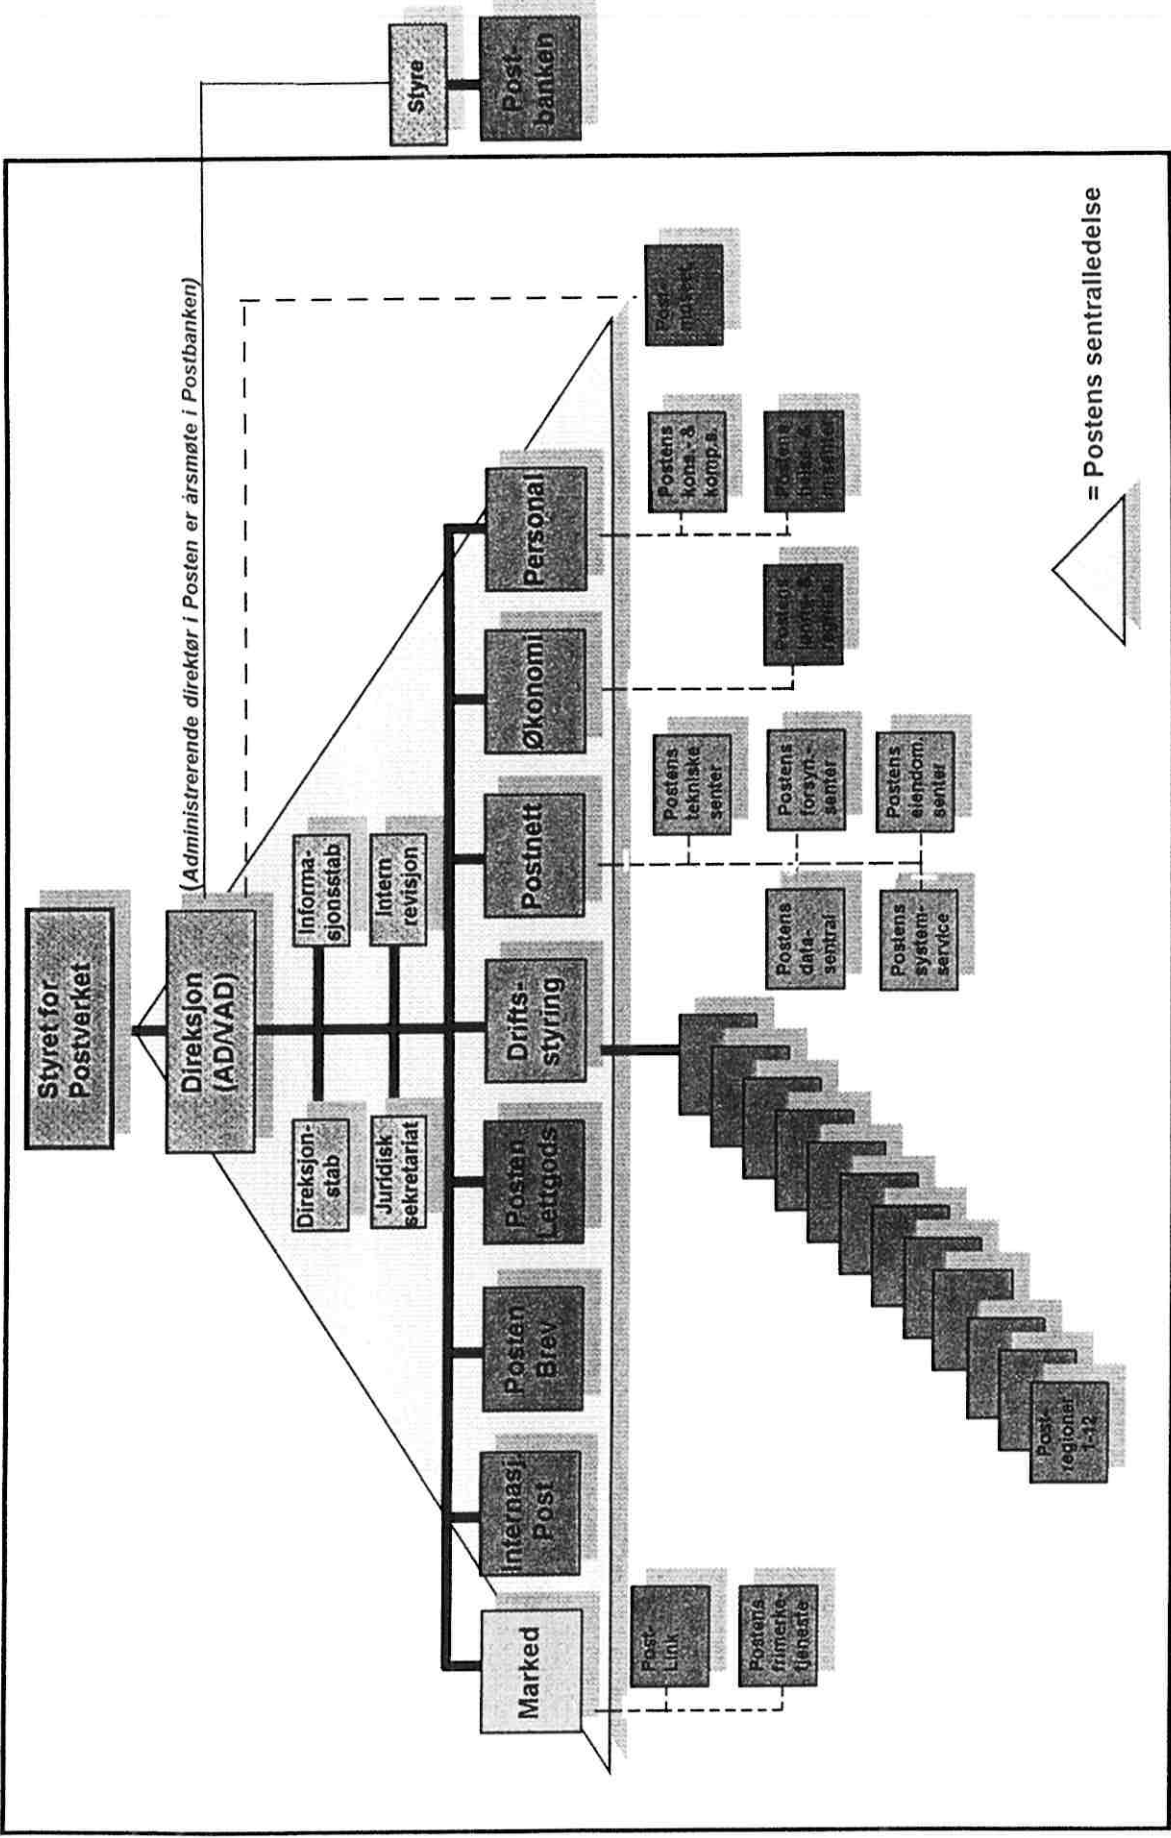 Styret for
Postverket
Direksjon
(AD/VAD)
(Administrerende direktør i Posten er årsmøte i Postbanken)
Styre
Post-
banken
Direksjon-
stab
Informa-
sjonsstab
Juridisk
sekretariat
Intern
revisjon
Marked
Internasj.
Post
Posten
Brev
Posten
Lettgods
Drifts-
styring
Postnett
Økonomi
Personal
Post-
Link
Postens
frimerke-
tjeneste
Post-
regioner
1-12
Postens
tekniske
senter
Postens
data-
sentral
Postens
forsyn.-
senter
Postens
system-
service
Postens
eiendom.
senter
Postens
Postens
kons.- &
komp.s.
Postens
Post-
= Postens sentralledelse